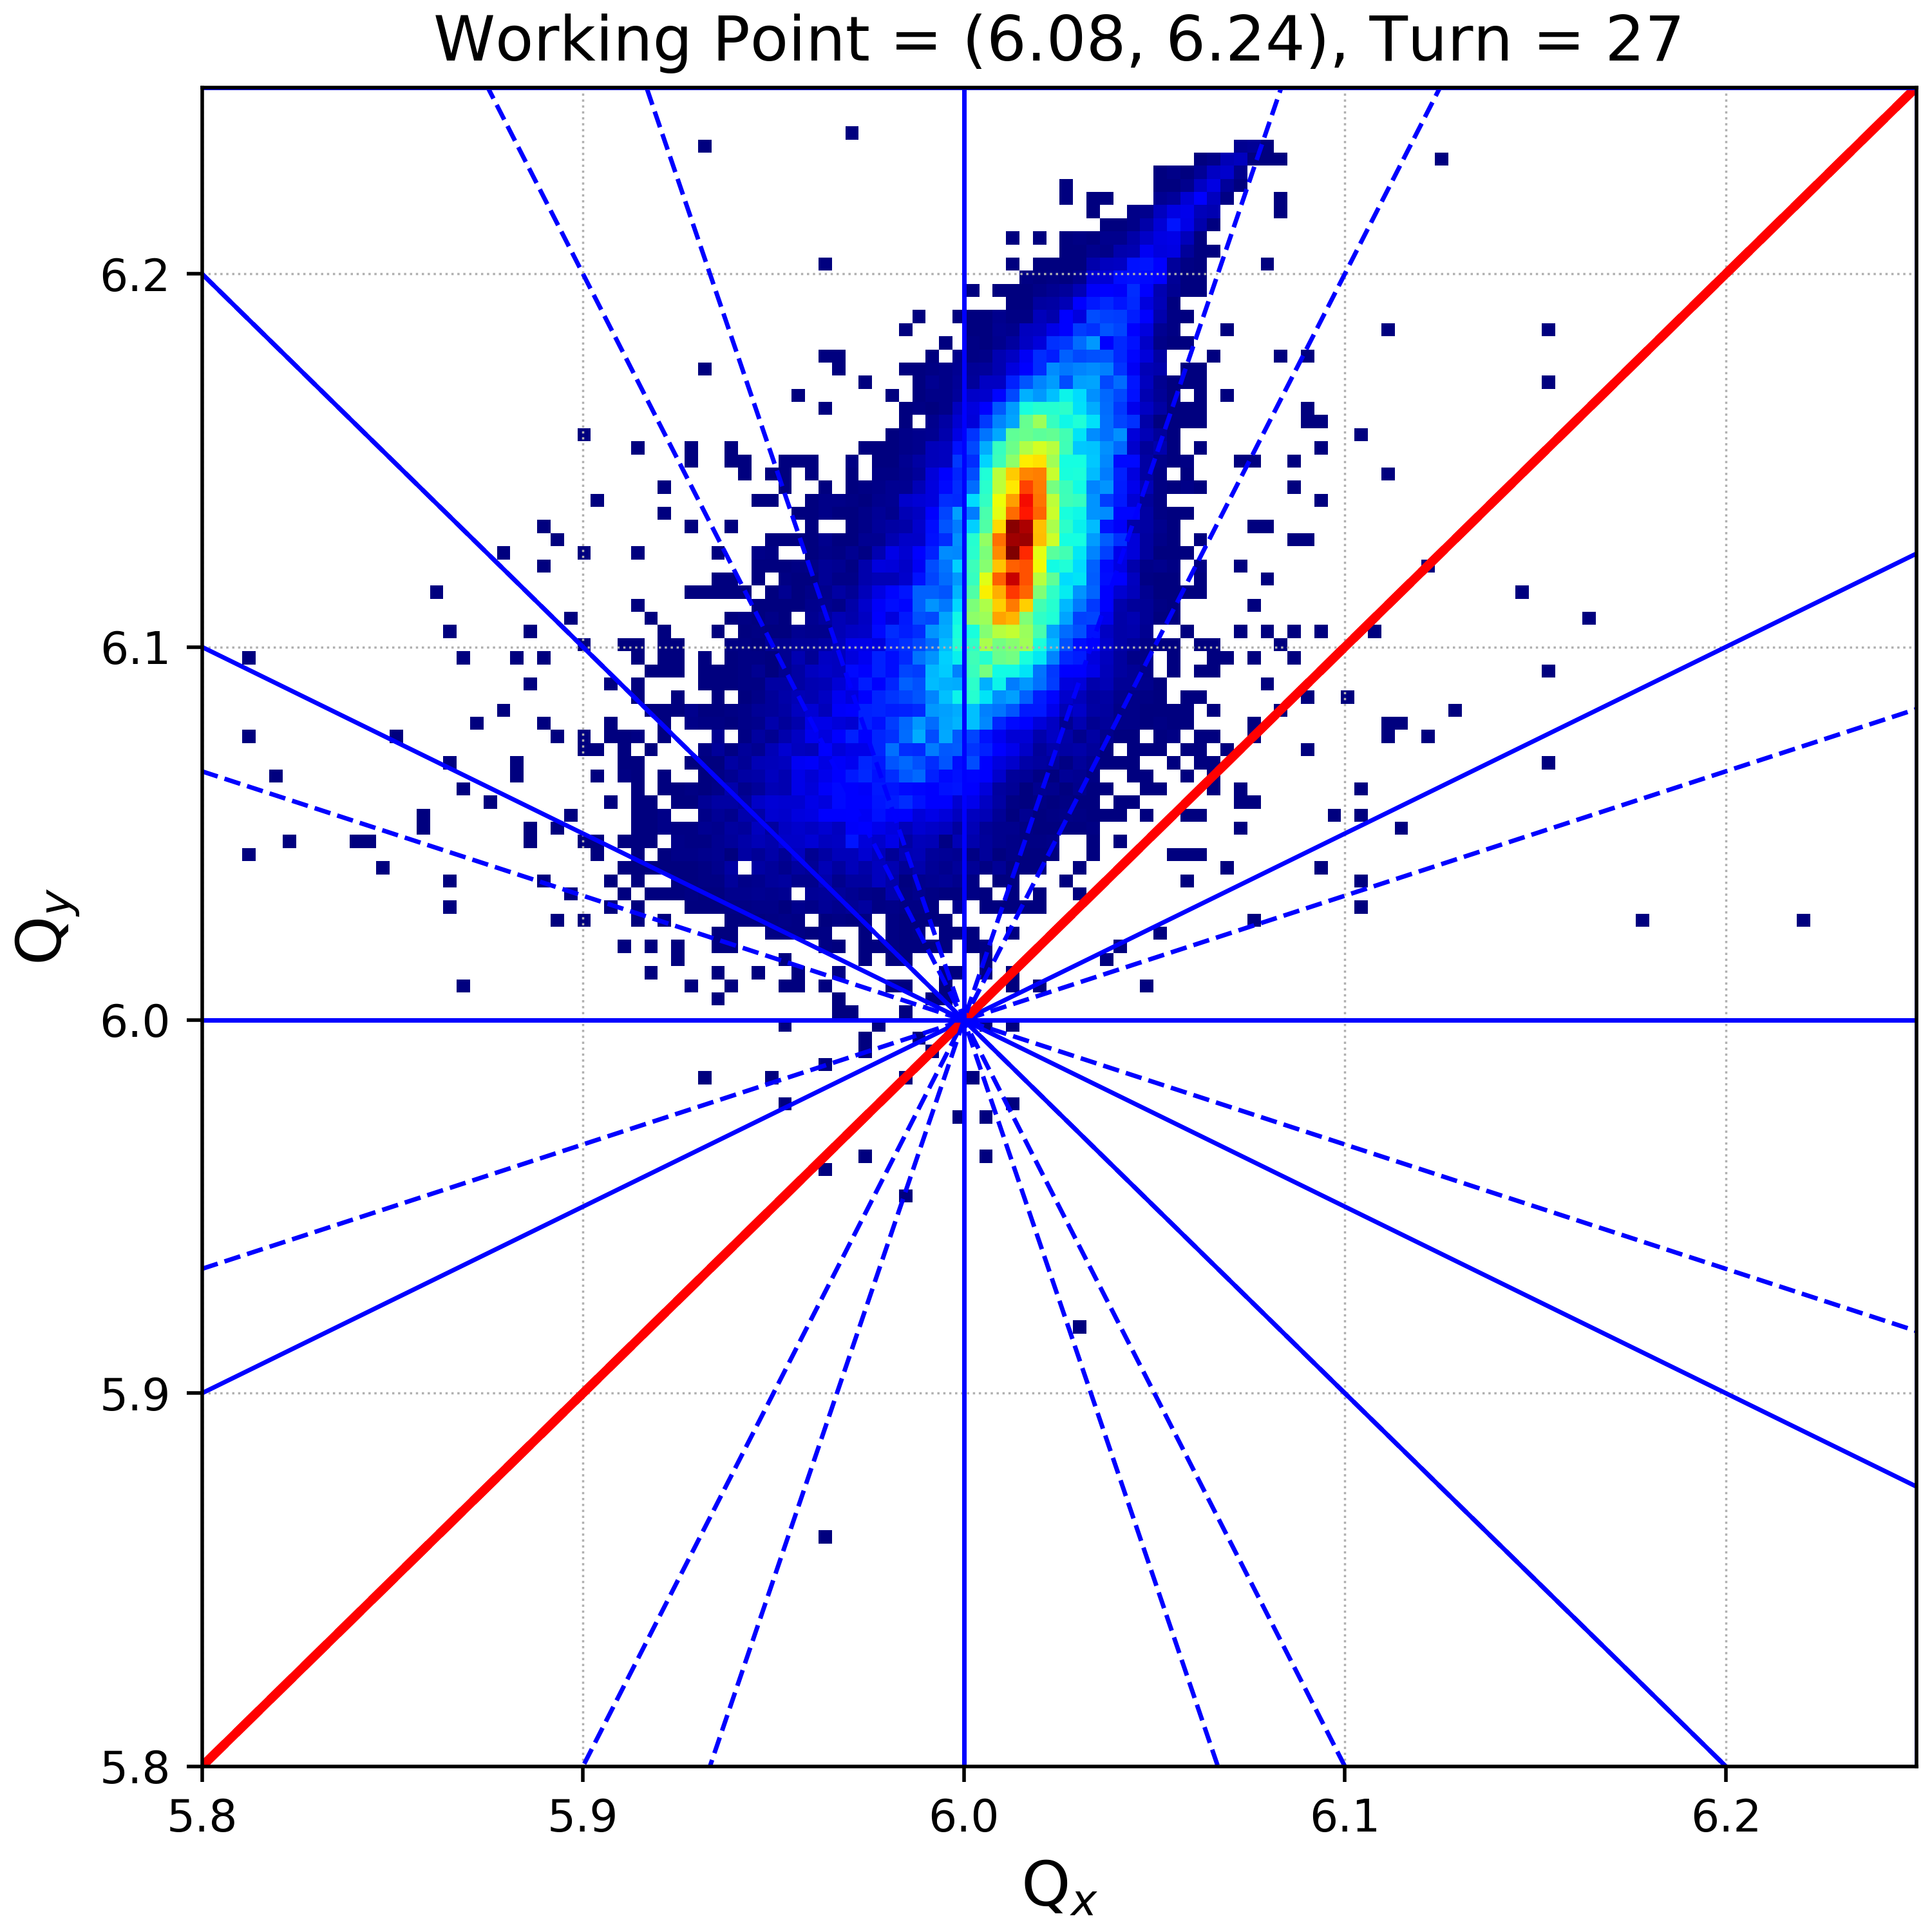 Working Point = (6.08, 6.24), Turn = 27
6.2
6.1
6.0
5.9
5.8
Qy
5.8 5.9 6.0 6.1 6.2
Qx